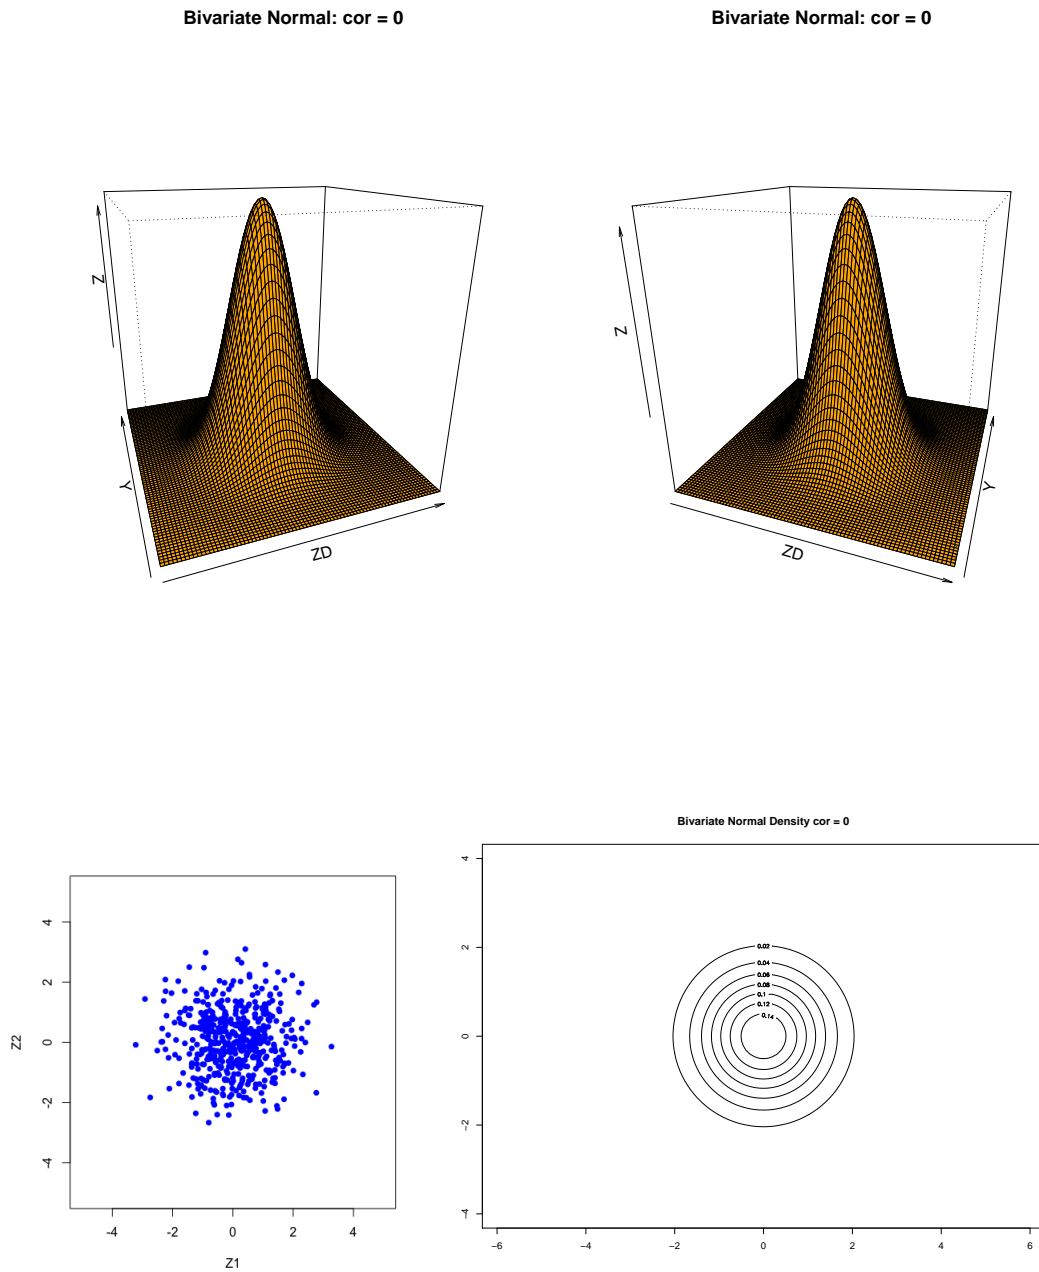 Bivariate Normal: cor = 0
Bivariate Normal: cor = 0
Z
Y
ZD
Z
Y
ZD
Z2
4
2
0
-2
-4
-4
-2
0
2
4
Z1
Bivariate Normal Density cor = 0
4
2
0
−2
−4
0.02
0.04
0.06
0.08
0.1
0.12
0.14
−6
−4
−2
0
2
4
6